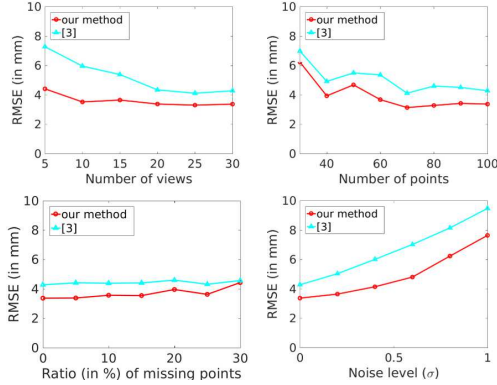 our method
[3]
RMSE (in mm)
10
8
6
4
2
0
5 10 15 20 25 30
Number of views
our method
[3]
RMSE (in mm)
10
8
6
4
2
0
40 60 80 100
Number of points
our method
[3]
RMSE (in mm)
10
8
6
4
2
0
0 10 20 30
Ratio (in %) of missing points
our method
[3]
RMSE (in mm)
10
8
6
4
2
0
0 0.5 1
Noise level (σ)